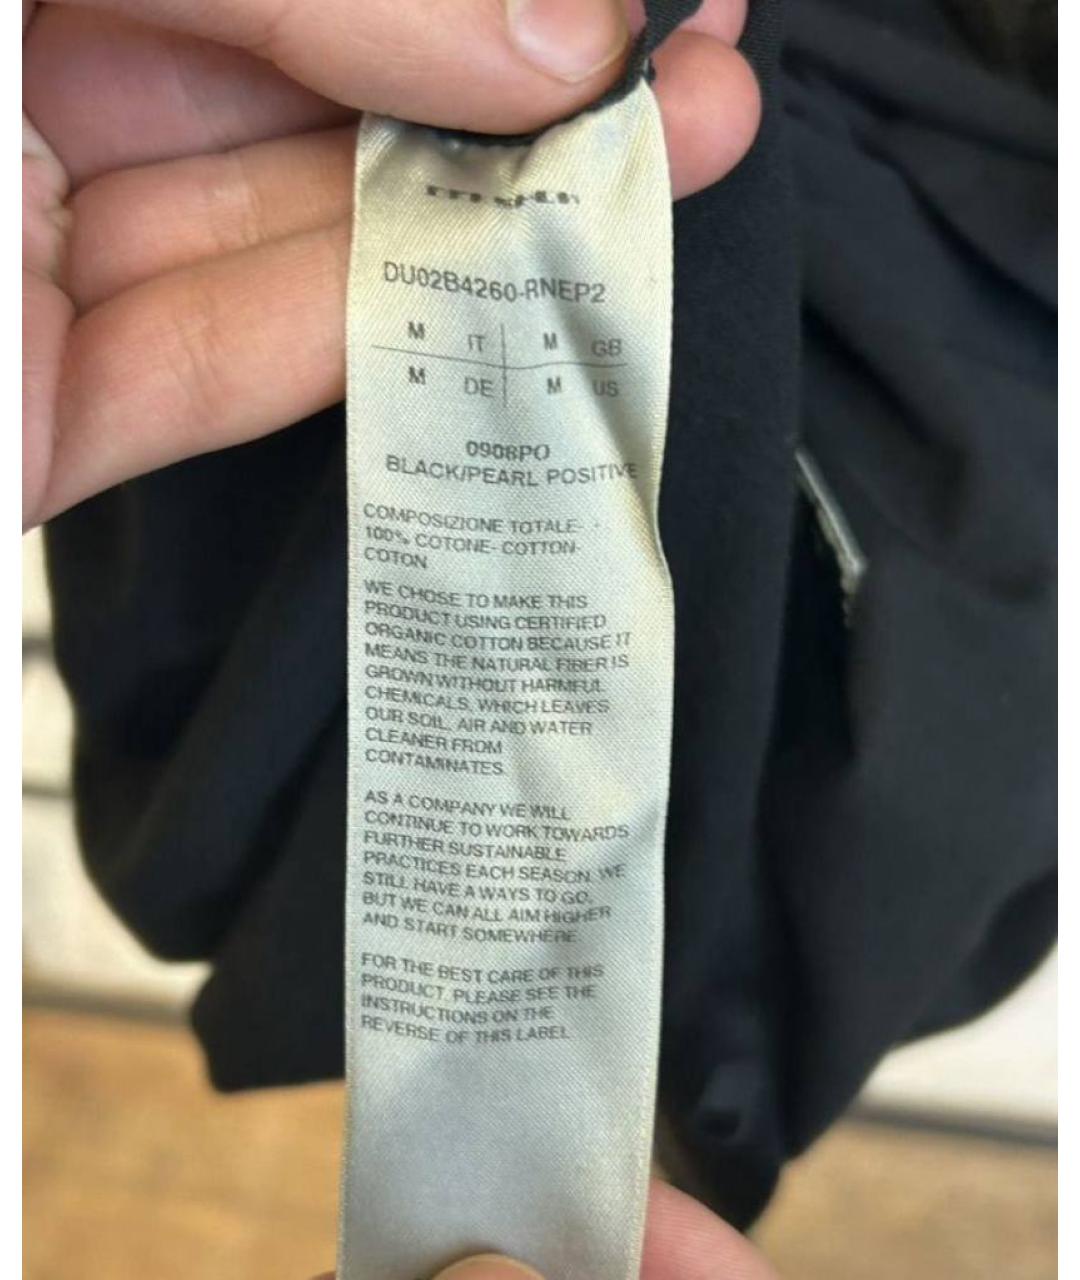 DU02B4260-RNEP2
M IT M GB
M DE M US
0908PO
BLACK/PEARL POSITIVE
COMPOSIZIONE TOTALE-
100% COTONE- COTTON-
COTON
WE CHOSE TO MAKE THIS
PRODUCT USING CERTIFIED
ORGANIC COTTON BECAUSE IT
MEANS THE NATURAL FIBER IS
GROWN WITHOUT HARMFUL
CHEMICALS, WHICH LEAVES
OUR SOIL, AIR AND WATER
CLEANER FROM
CONTAMINATES.
AS A COMPANY WE WILL
CONTINUE TO WORK TOWARDS
FURTHER SUSTAINABLE
PRACTICES EACH SEASON. WE
STILL HAVE A WAYS TO GO,
BUT WE CAN ALL AIM HIGHER
AND START SOMEWHERE.
FOR THE BEST CARE OF THIS
PRODUCT, PLEASE SEE THE
INSTRUCTIONS ON THE
REVERSE OF THIS LABEL